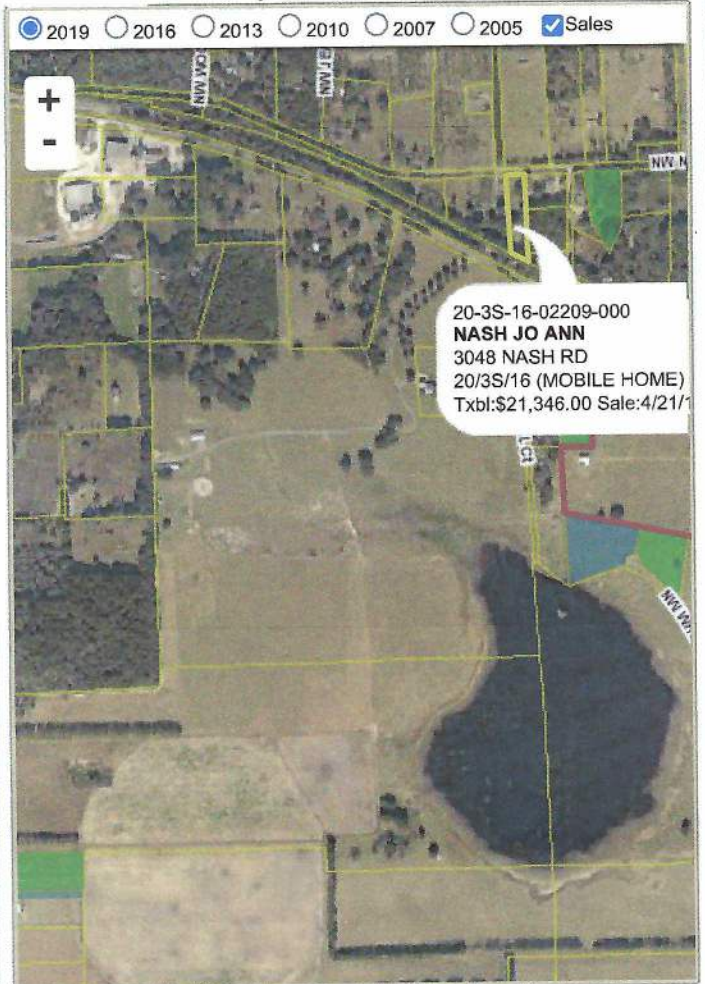 2019 2016 2013 2010 2007 2005 Sales
+
-
NW
20-3S-16-02209-000
NASH JO ANN
3048 NASH RD
20/3S/16 (MOBILE HOME)
Txbl:$21,346.00 Sale:4/21/1